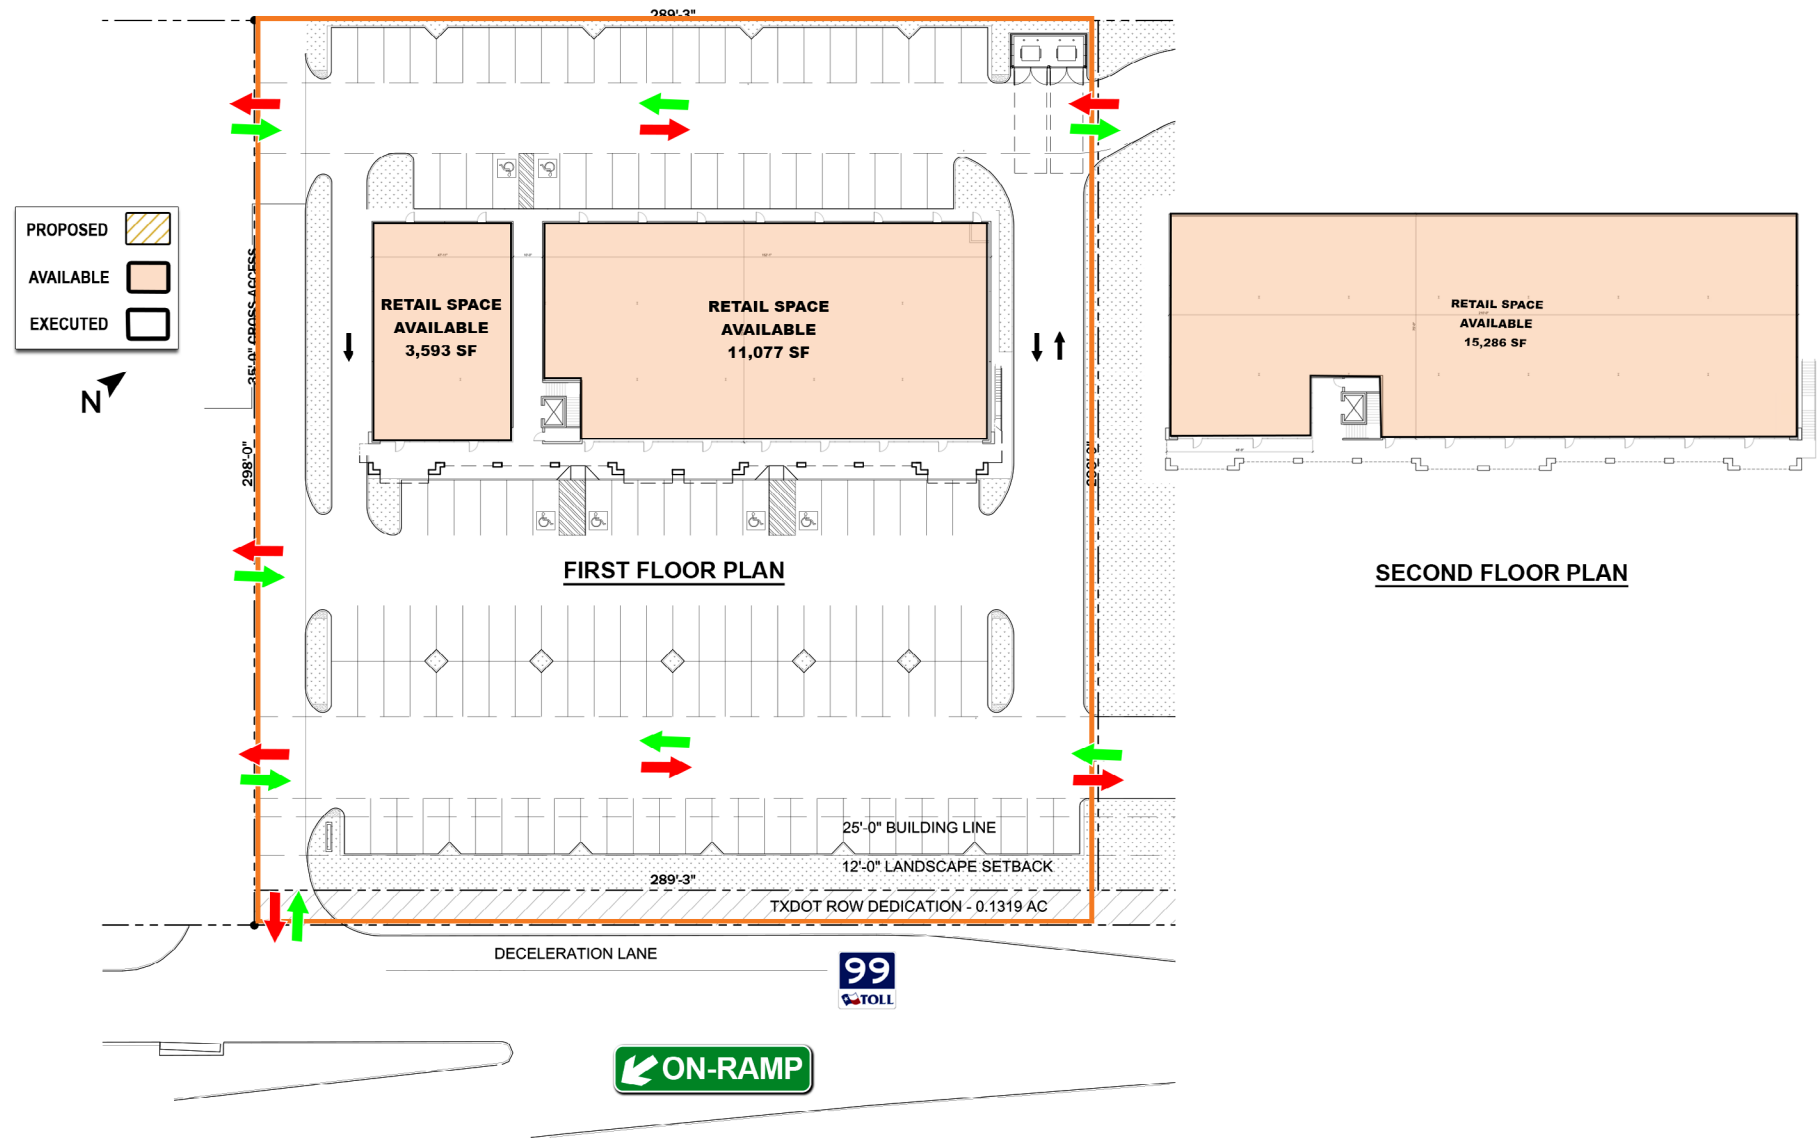 289'-3"
PROPOSED
AVAILABLE
EXECUTED
N
35'-0" CROSS ACCESS
298'-0"
RETAIL SPACE
AVAILABLE
3,593 SF
RETAIL SPACE
AVAILABLE
11,077 SF
RETAIL SPACE
AVAILABLE
15,286 SF
FIRST FLOOR PLAN
SECOND FLOOR PLAN
25'-0" BUILDING LINE
12'-0" LANDSCAPE SETBACK
289'-3"
TXDOT ROW DEDICATION - 0.1319 AC
DECELERATION LANE
99
TOLL
ON-RAMP